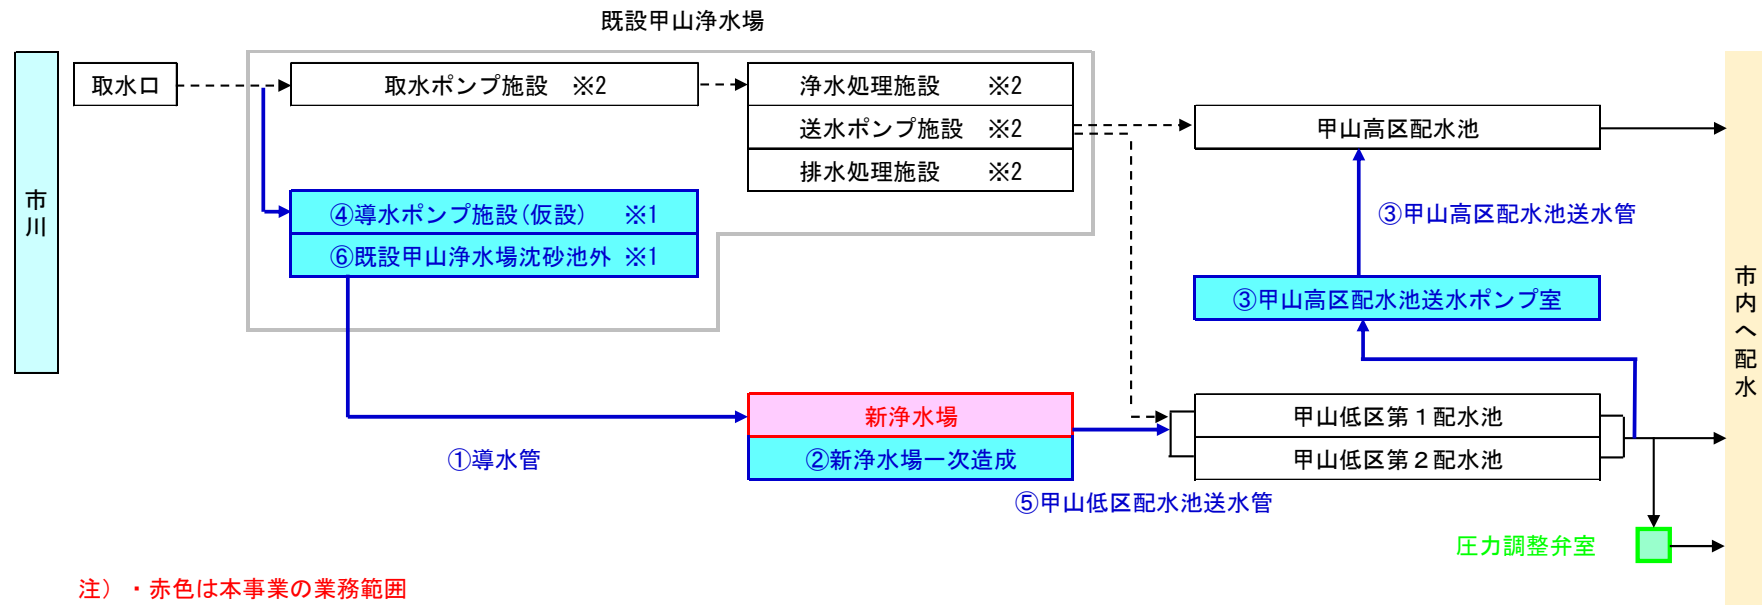 既設甲山浄水場
市川
取水口
取水ポンプ施設 ※2
浄水処理施設 ※2
送水ポンプ施設 ※2
排水処理施設 ※2
甲山高区配水池
④導水ポンプ施設(仮設) ※1
⑥既設甲山浄水場沈砂池外 ※1
③甲山高区配水池送水管
③甲山高区配水池送水ポンプ室
市内へ配水
新浄水場
②新浄水場一次造成
甲山低区第1配水池
甲山低区第2配水池
①導水管
⑤甲山低区配水池送水管
圧力調整弁室
注）・赤色は本事業の業務範囲